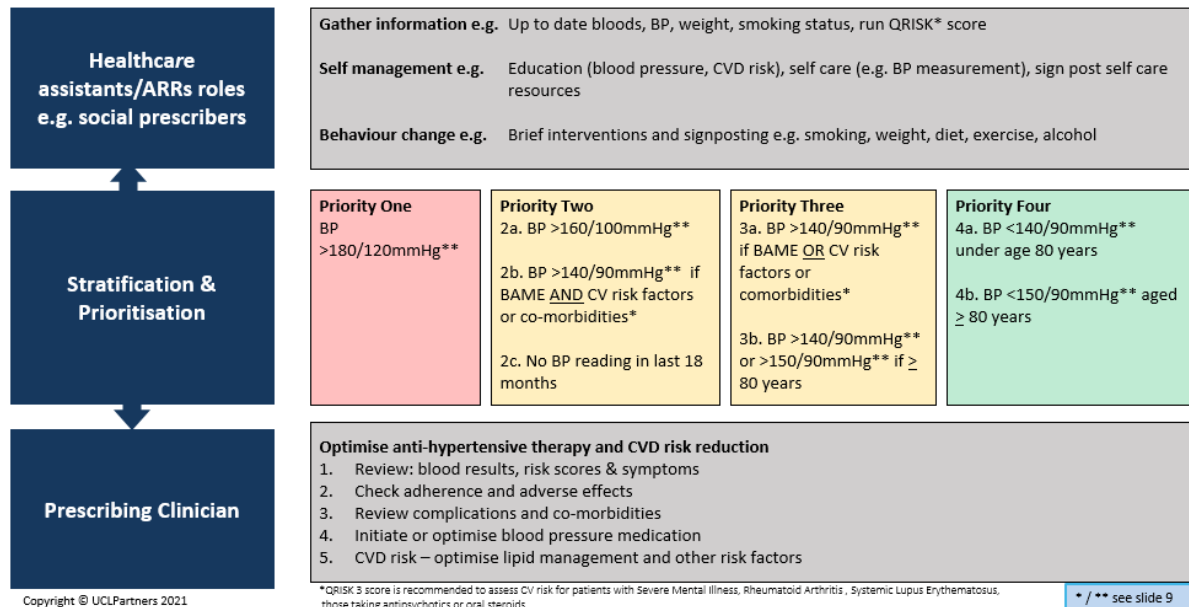 Healthcare
assistants/ARRs roles
e.g. social prescribers
Gather information e.g. Up to date bloods, BP, weight, smoking status, run QRISK* score
Self management e.g. Education (blood pressure, CVD risk), self care (e.g. BP measurement), sign post self care
resources
Behaviour change e.g. Brief interventions and signposting e.g. smoking, weight, diet, exercise, alcohol
Stratification &
Prioritisation
Priority One
BP
>180/120mmHg**
Priority Two
2a. BP >160/100mmHg**
2b. BP >140/90mmHg** if
BAME AND CV risk factors
or co-morbidities*
2c. No BP reading in last 18
months
Priority Three
3a. BP >140/90mmHg**
if BAME OR CV risk
factors or
comorbidities*
3b. BP >140/90mmHg**
or >150/90mmHg** if >
80 years
Priority Four
4a. BP <140/90mmHg**
under age 80 years
4b. BP <150/90mmHg** aged
> 80 years
Prescribing Clinician
Optimise anti-hypertensive therapy and CVD risk reduction
1. Review: blood results, risk scores & symptoms
2. Check adherence and adverse effects
3. Review complications and co-morbidities
4. Initiate or optimise blood pressure medication
5. CVD risk – optimise lipid management and other risk factors
Copyright © UCLPartners 2021
*QRISK 3 score is recommended to assess CV risk for patients with Severe Mental Illness, Rheumatoid Arthritis , Systemic Lupus Erythematosus,
those taking antipsychotics or oral steroids
* / ** see slide 9